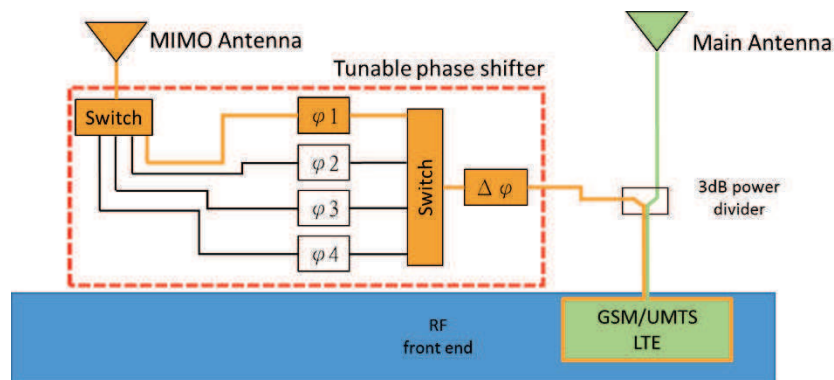 MIMO Antenna
Main Antenna
Tunable phase shifter
Switch
φ 1
φ 2
φ 3
φ 4
Switch
Δ φ
3dB power
divider
RF
front end
GSM/UMTS
LTE